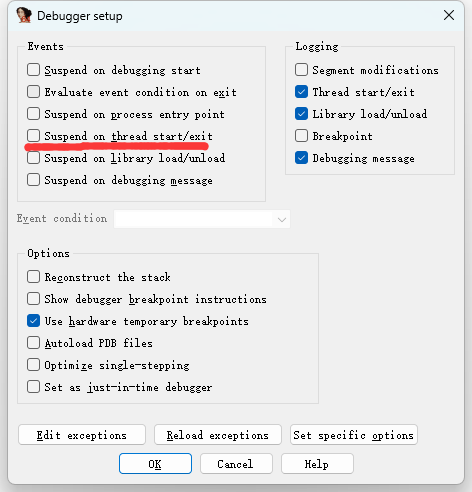 Debugger setup
Events
Suspend on debugging start
Evaluate event condition on exit
Suspend on process entry point
Suspend on thread start/exit
Suspend on library load/unload
Suspend on debugging message
Logging
Segment modifications
Thread start/exit
Library load/unload
Breakpoint
Debugging message
Event condition
Options
Reconstruct the stack
Show debugger breakpoint instructions
Use hardware temporary breakpoints
Autoload PDB files
Optimize single-stepping
Set as just-in-time debugger
Edit exceptions
Reload exceptions
Set specific options
OK
Cancel
Help